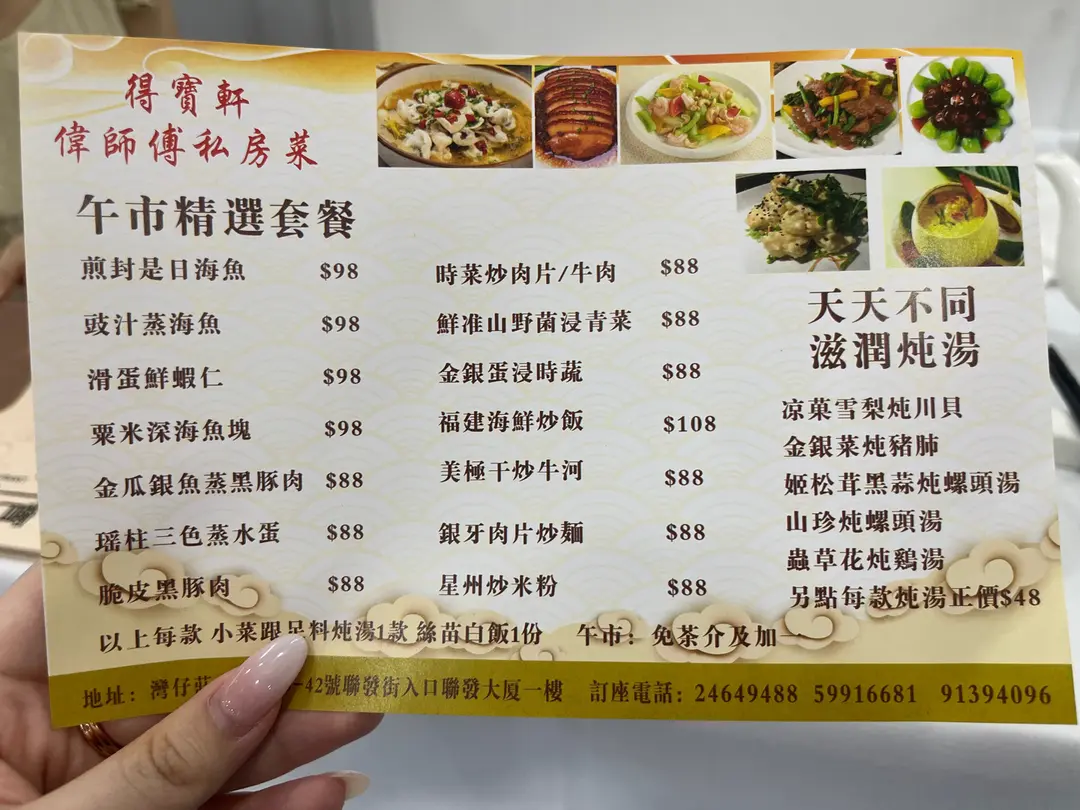 得寶軒
偉師傅私房菜
午市精選套餐
煎封是日海魚 $98
豉汁蒸海魚 $98
滑蛋鮮蝦仁 $98
粟米深海魚塊 $98
金瓜銀魚蒸黑豚肉 $88
瑶柱三色蒸水蛋 $88
脆皮黑豚肉 $88
時菜炒肉片/牛肉 $88
鮮准山野菌浸青菜 $88
金銀蛋浸時蔬 $88
福建海鮮炒飯 $108
美極干炒牛河 $88
銀牙肉片炒麵 $88
星州炒米粉 $88
天天不同
滋潤炖湯
凉菓雪梨炖川貝
金銀菜炖豬肺
姬松茸黑蒜炖螺頭湯
山珍炖螺頭湯
蟲草花炖鷄湯
另點每款炖湯正價$48
以上每款 小菜跟足料炖湯1款 絲苗白飯1份 午市：免茶介及加一
地址：灣仔 42號聯發街入口聯發大厦一樓 訂座電話：24649488 59916681 91394096